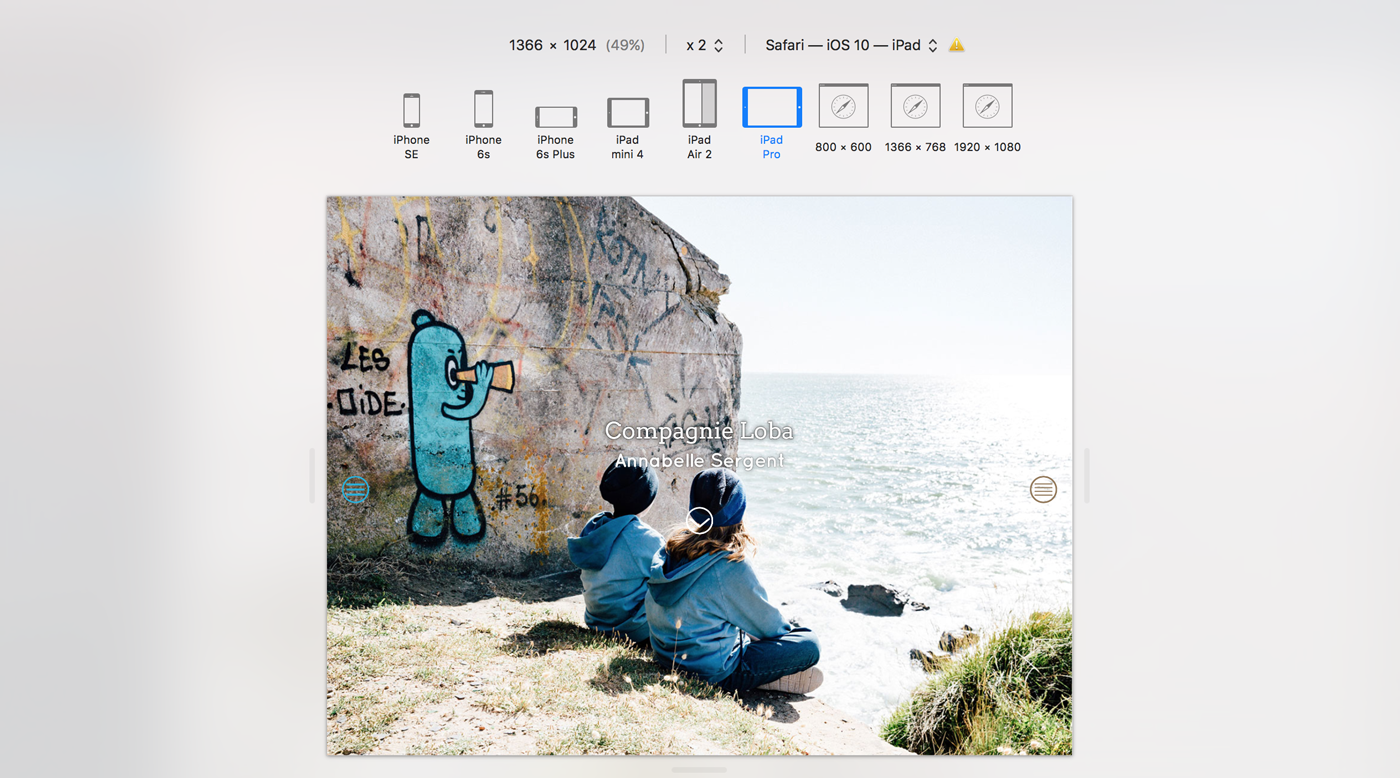 1366 × 1024 (49%) x 2 Safari — iOS 10 — iPad
iPhone SE
iPhone 6s
iPhone 6s Plus
iPad mini 4
iPad Air 2
iPad Pro
800 × 600
1366 × 768
1920 × 1080
LES
OiDE.
Compagnie Loba
Annabelle Sergent
#56